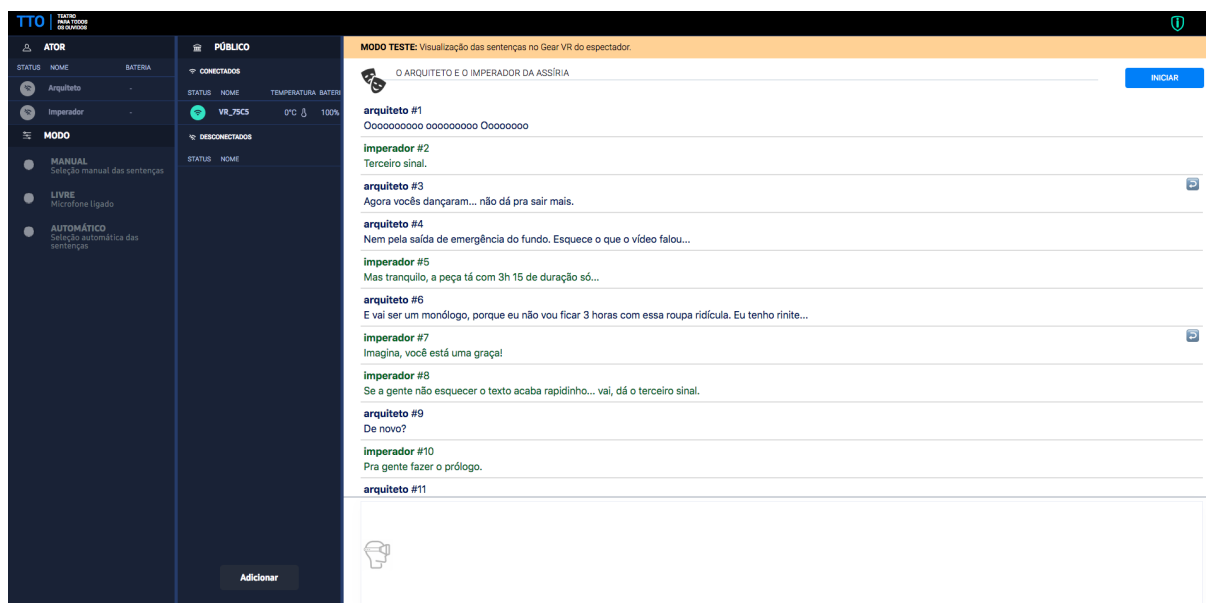 TTO
TEATRO
PARA TODOS
OS OUVIDOS
ATOR
STATUS NOME BATERIA
Arquiteto -
Imperador -
MODO
MANUAL
Seleção manual das sentenças
LIVRE
Microfone ligado
AUTOMÁTICO
Seleção automática das
sentenças
PÚBLICO
CONECTADOS
STATUS NOME TEMPERATURA BATERI
VR_75C5 0°C 100%
DESCONECTADOS
STATUS NOME
Adicionar
MODO TESTE: Visualização das sentenças no Gear VR do espectador.
O ARQUITETO E O IMPERADOR DA ASSÍRIA
INICIAR
arquiteto #1
Oooooooooo ooooooooo Oooooooo
imperador #2
Terceiro sinal.
arquiteto #3
Agora vocês dançaram... não dá pra sair mais.
arquiteto #4
Nem pela saída de emergência do fundo. Esquece o que o vídeo falou...
imperador #5
Mas tranquilo, a peça tá com 3h 15 de duração só...
arquiteto #6
E vai ser um monólogo, porque eu não vou ficar 3 horas com essa roupa ridícula. Eu tenho rinite...
imperador #7
Imagina, você está uma graça!
imperador #8
Se a gente não esquecer o texto acaba rapidinho... vai, dá o terceiro sinal.
arquiteto #9
De novo?
imperador #10
Pra gente fazer o prólogo.
arquiteto #11